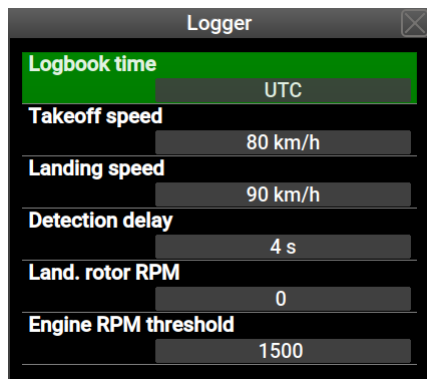 Logger
Logbook time
UTC
Takeoff speed
80 km/h
Landing speed
90 km/h
Detection delay
4 s
Land. rotor RPM
0
Engine RPM threshold
1500